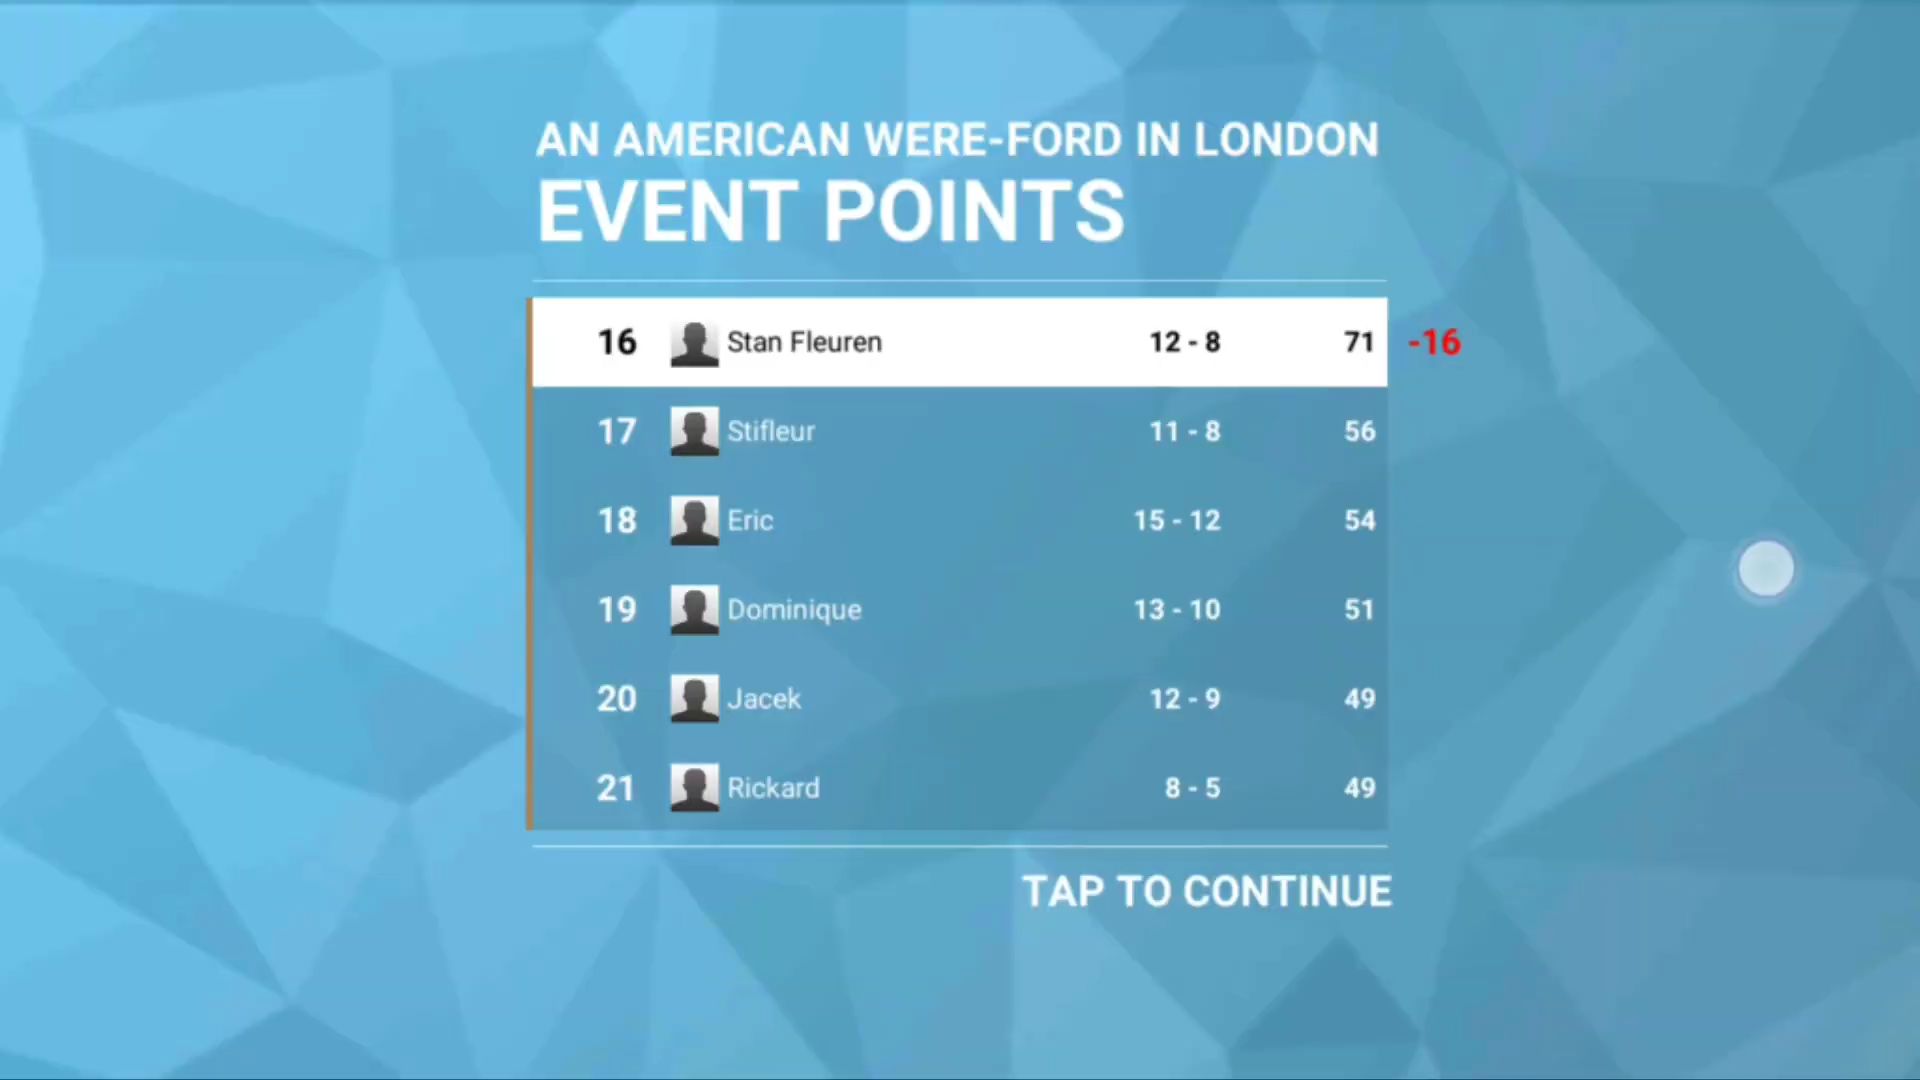 AN AMERICAN WERE-FORD IN LONDON
EVENT POINTS
16 Stan Fleuren 12 - 8 71 -16
17 Stifleur 11 - 8 56
18 Eric 15 - 12 54
19 Dominique 13 - 10 51
20 Jacek 12 - 9 49
21 Rickard 8 - 5 49
TAP TO CONTINUE